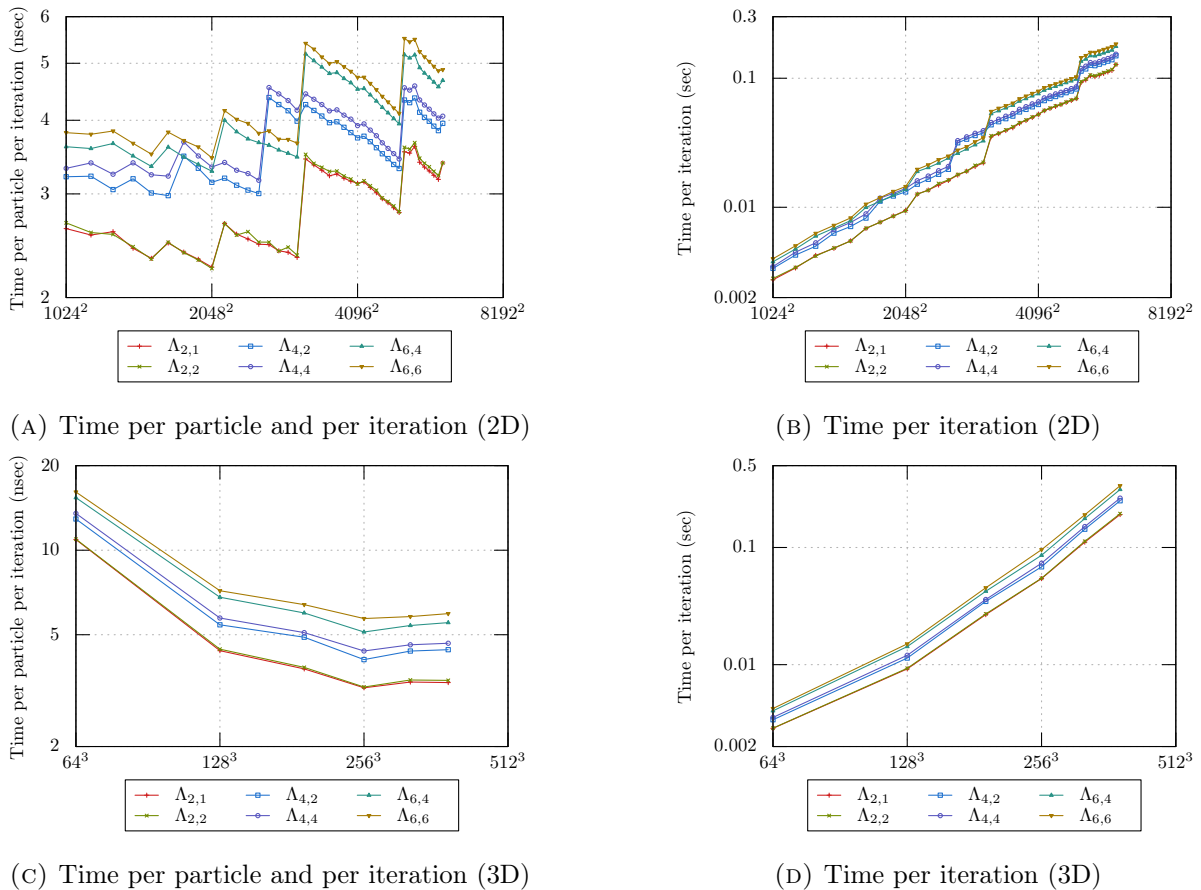 Time per particle per iteration (nsec)
6
5
4
3
2
1024²
2048²
4096²
8192²
Λ2,1
Λ4,2
Λ6,4
Λ2,2
Λ4,4
Λ6,6
(A) Time per particle and per iteration (2D)
Time per iteration (sec)
0.3
0.1
0.01
0.002
1024²
2048²
4096²
8192²
Λ2,1
Λ4,2
Λ6,4
Λ2,2
Λ4,4
Λ6,6
(B) Time per iteration (2D)
Time per particle per iteration (nsec)
20
10
5
2
64³
128³
256³
512³
Λ2,1
Λ4,2
Λ6,4
Λ2,2
Λ4,4
Λ6,6
(C) Time per particle and per iteration (3D)
Time per iteration (sec)
0.5
0.1
0.01
0.002
64³
128³
256³
512³
Λ2,1
Λ4,2
Λ6,4
Λ2,2
Λ4,4
Λ6,6
(D) Time per iteration (3D)